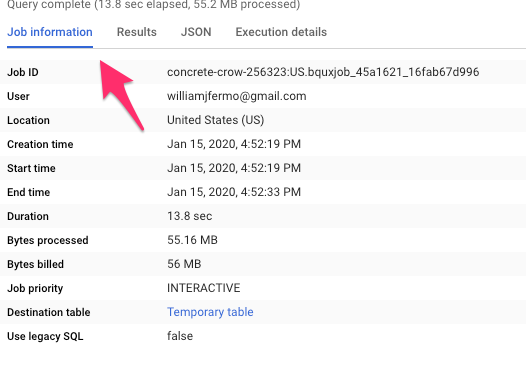 Query complete (13.8 sec elapsed, 55.2 MB processed)
Job information Results JSON Execution details
Job ID concrete-crow-256323:US.bquxjob_45a1621_16fab67d996
User williamjfermo@gmail.com
Location United States (US)
Creation time Jan 15, 2020, 4:52:19 PM
Start time Jan 15, 2020, 4:52:19 PM
End time Jan 15, 2020, 4:52:33 PM
Duration 13.8 sec
Bytes processed 55.16 MB
Bytes billed 56 MB
Job priority INTERACTIVE
Destination table Temporary table
Use legacy SQL false